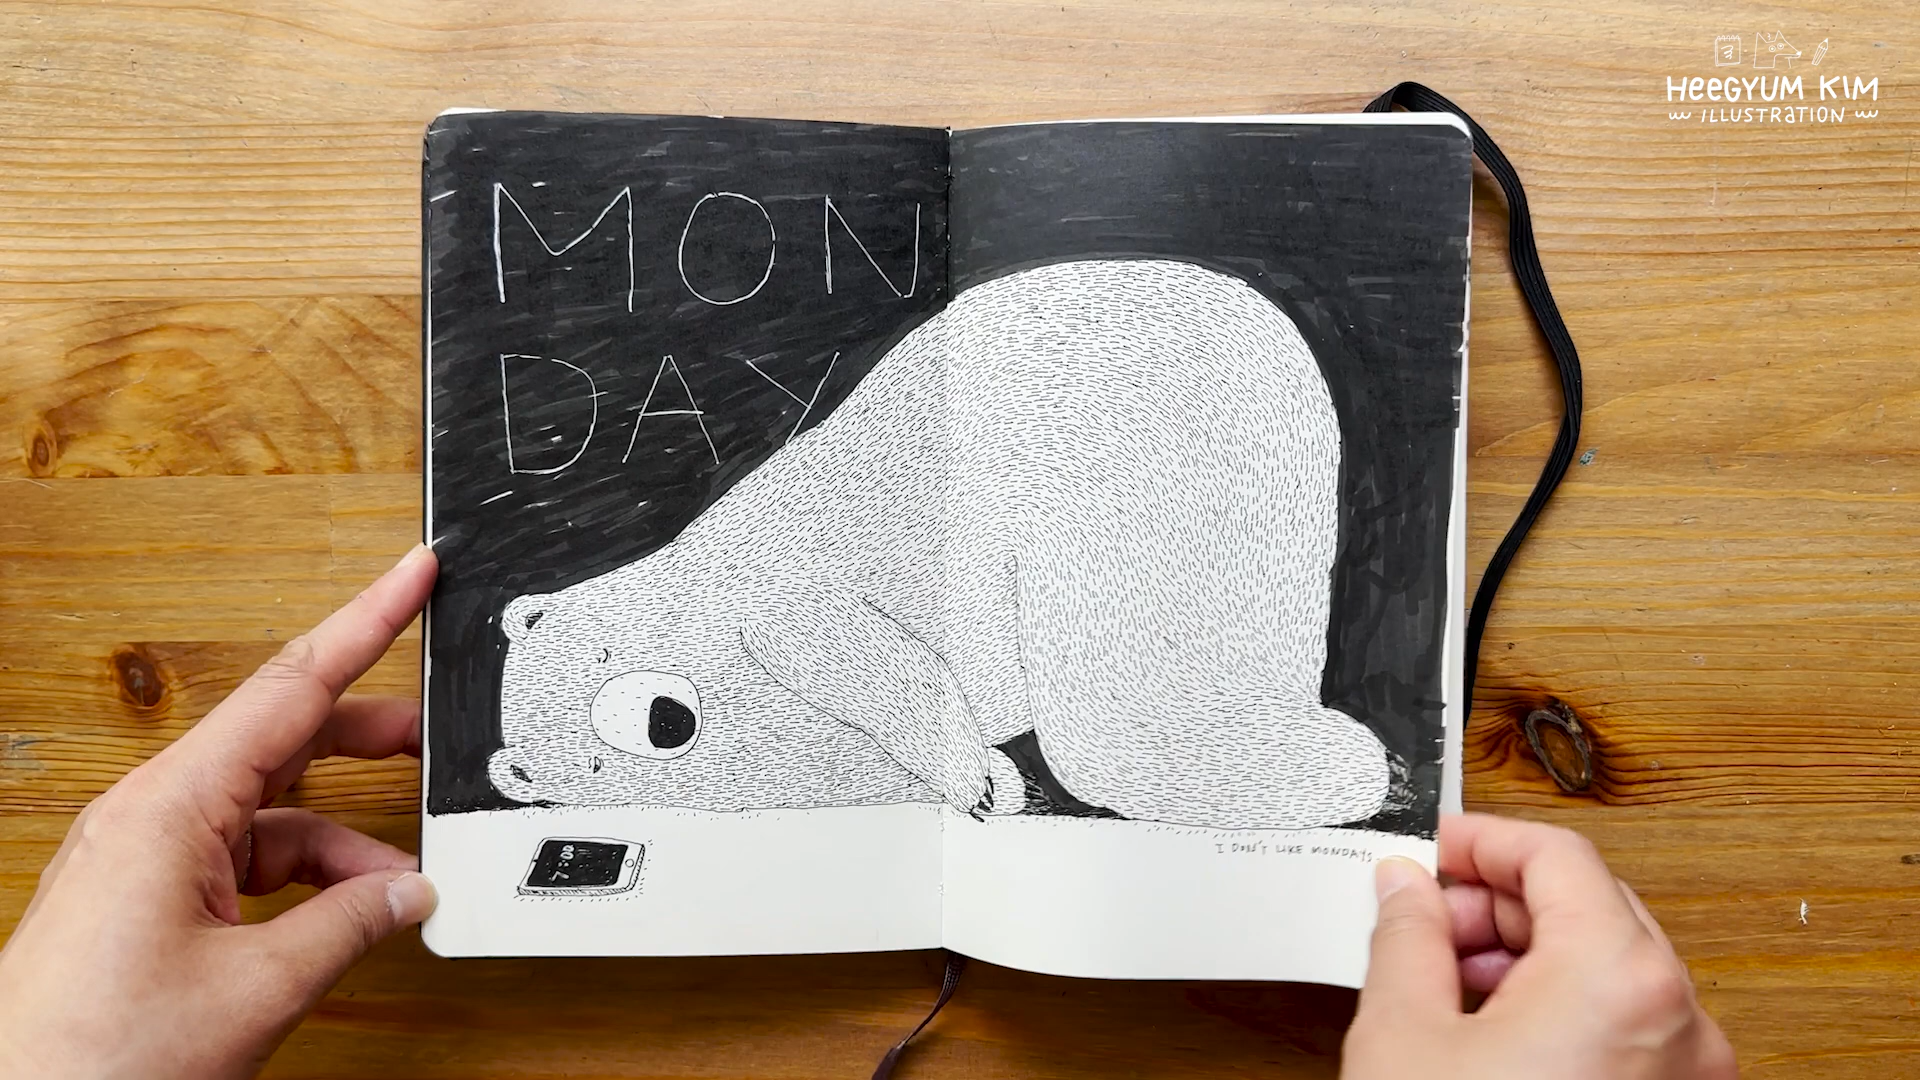 HEEGYUM KIM
ILLUSTRATION
MON
DAY
7:00
I DON'T LIKE MONDAYS.